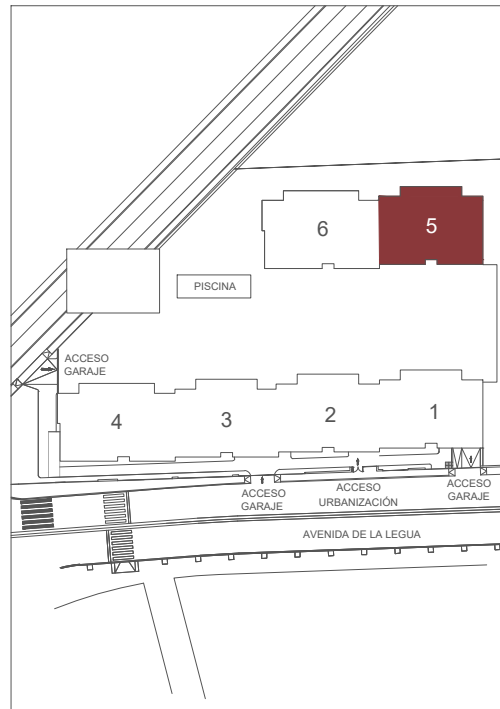 5
6
PISCINA
ACCESO
GARAJE
4
3
2
1
ACCESO
GARAJE
ACCESO
URBANIZACIÓN
ACCESO
GARAJE
AVENIDA DE LA LEGUA